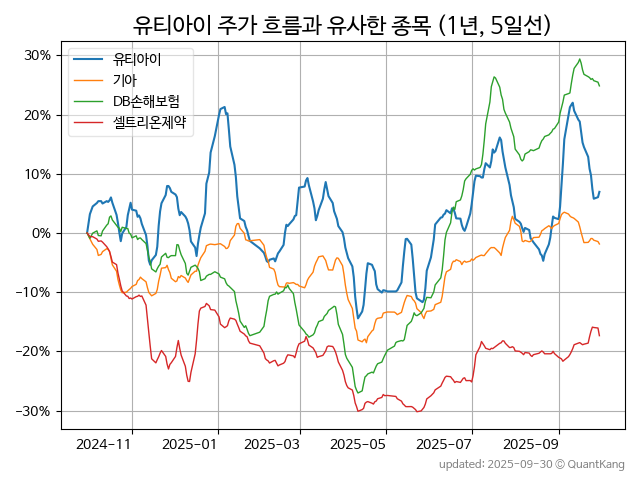 유티아이 주가 흐름과 유사한 종목 (1년, 5일선)
유티아이
기아
DB손해보험
셀트리온제약
30%
20%
10%
0%
−10%
−20%
−30%
2024-11
2025-01
2025-03
2025-05
2025-07
2025-09
updated: 2025-09-30 © QuantKang